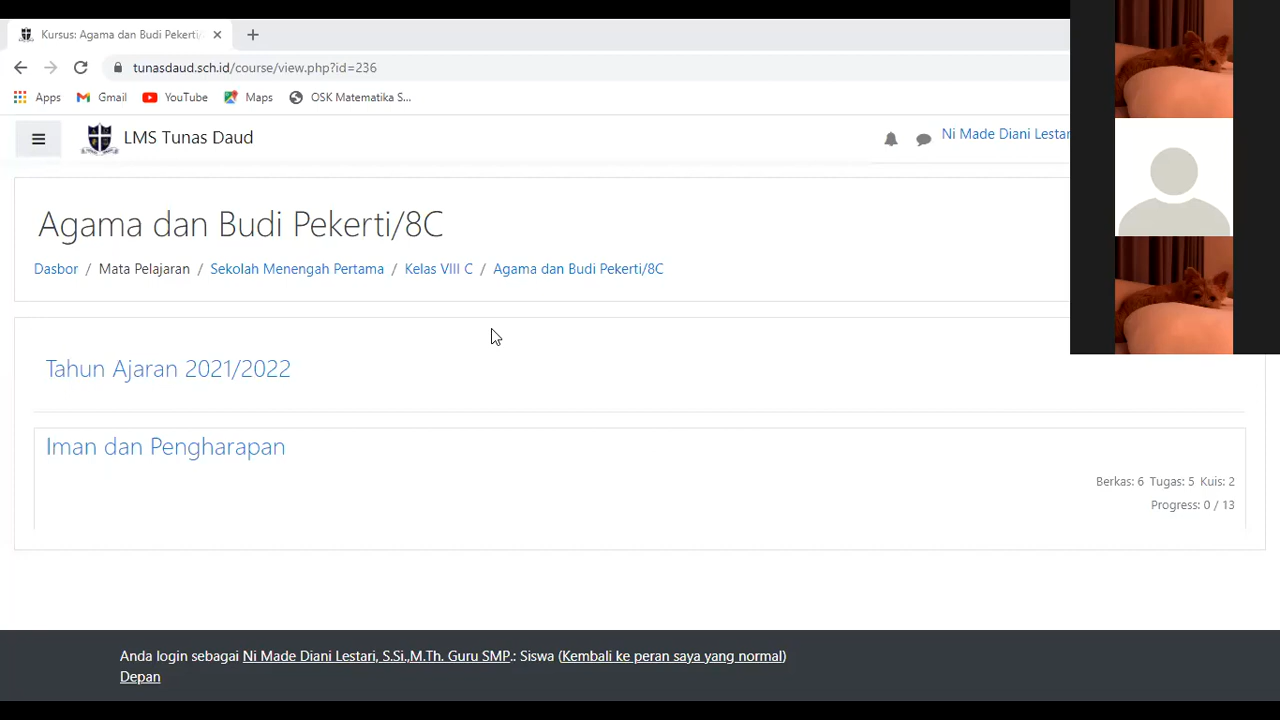 Kursus: Agama dan Budi Pekerti/
tunasdaud.sch.id/course/view.php?id=236
Apps Gmail YouTube Maps OSK Matematika S...
LMS Tunas Daud
Ni Made Diani Lestar
Agama dan Budi Pekerti/8C
Dasbor / Mata Pelajaran / Sekolah Menengah Pertama / Kelas VIII C / Agama dan Budi Pekerti/8C
Tahun Ajaran 2021/2022
Iman dan Pengharapan
Berkas: 6 Tugas: 5 Kuis: 2
Progress: 0 / 13
Anda login sebagai Ni Made Diani Lestari, S.Si.,M.Th. Guru SMP.: Siswa (Kembali ke peran saya yang normal)
Depan